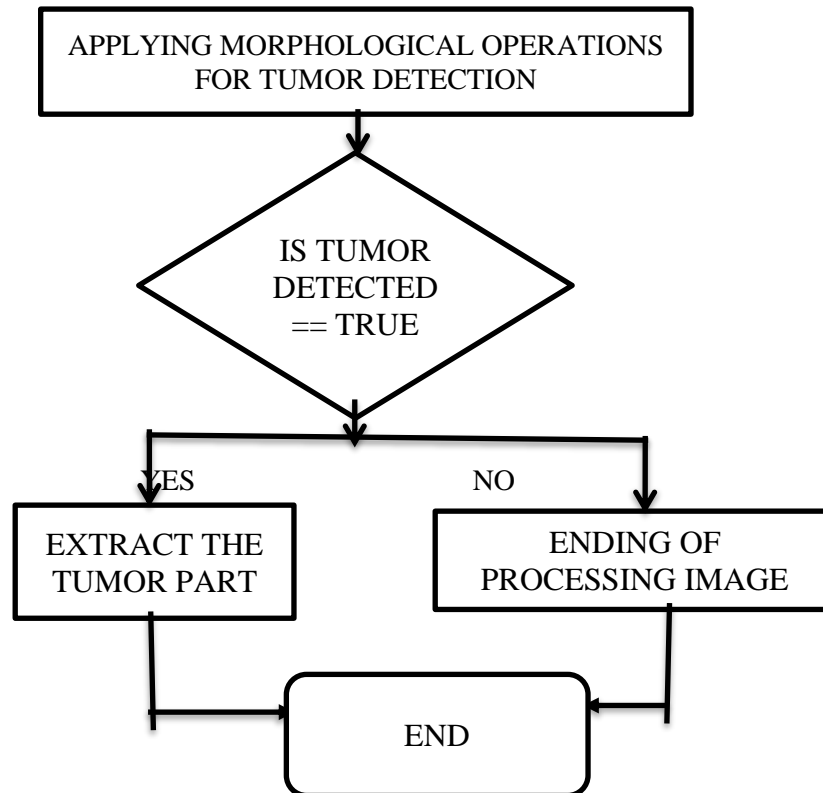 APPLYING MORPHOLOGICAL OPERATIONS
FOR TUMOR DETECTION
IS TUMOR
DETECTED
== TRUE
YES
NO
EXTRACT THE
TUMOR PART
ENDING OF
PROCESSING IMAGE
END